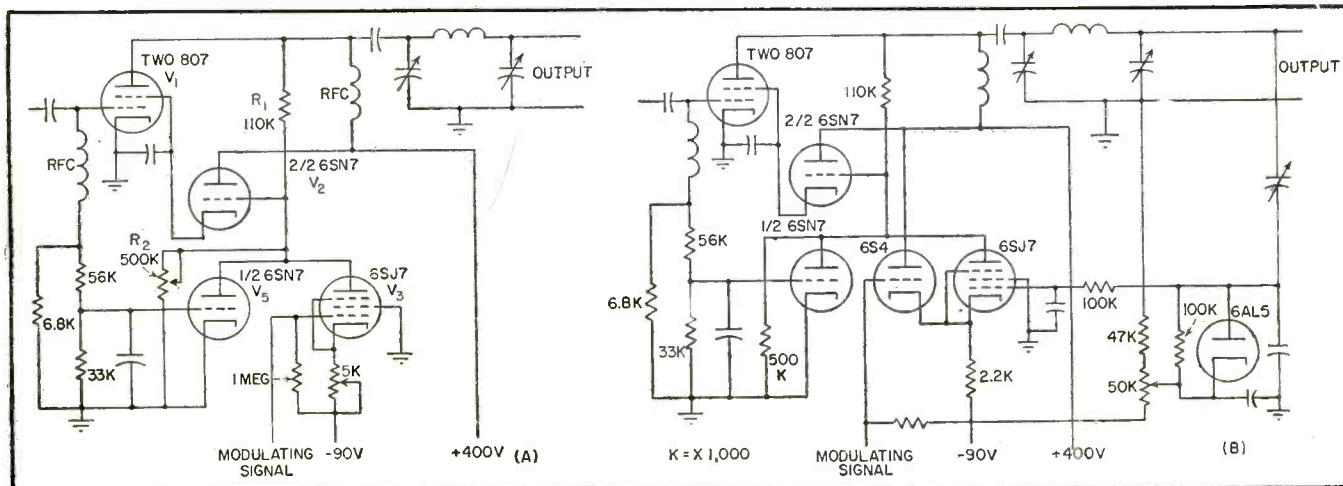 TWO 807
V1
R1
110K
RFC
OUTPUT
RFC
2/2 6SN7
V2
R2
500K
56K
1/2 6SN7
V5
6SJ7
V3
6.8K
33K
1 MEG
5K
MODULATING
SIGNAL
-90V
+400V
(A)
TWO 807
110K
OUTPUT
2/2 6SN7
1/2 6SN7
56K
6S4
6SJ7
6.8K
33K
500
K
2.2K
100K
100K
6AL5
47K
50K
K = X 1,000
MODULATING
SIGNAL
-90V
+400V
(B)